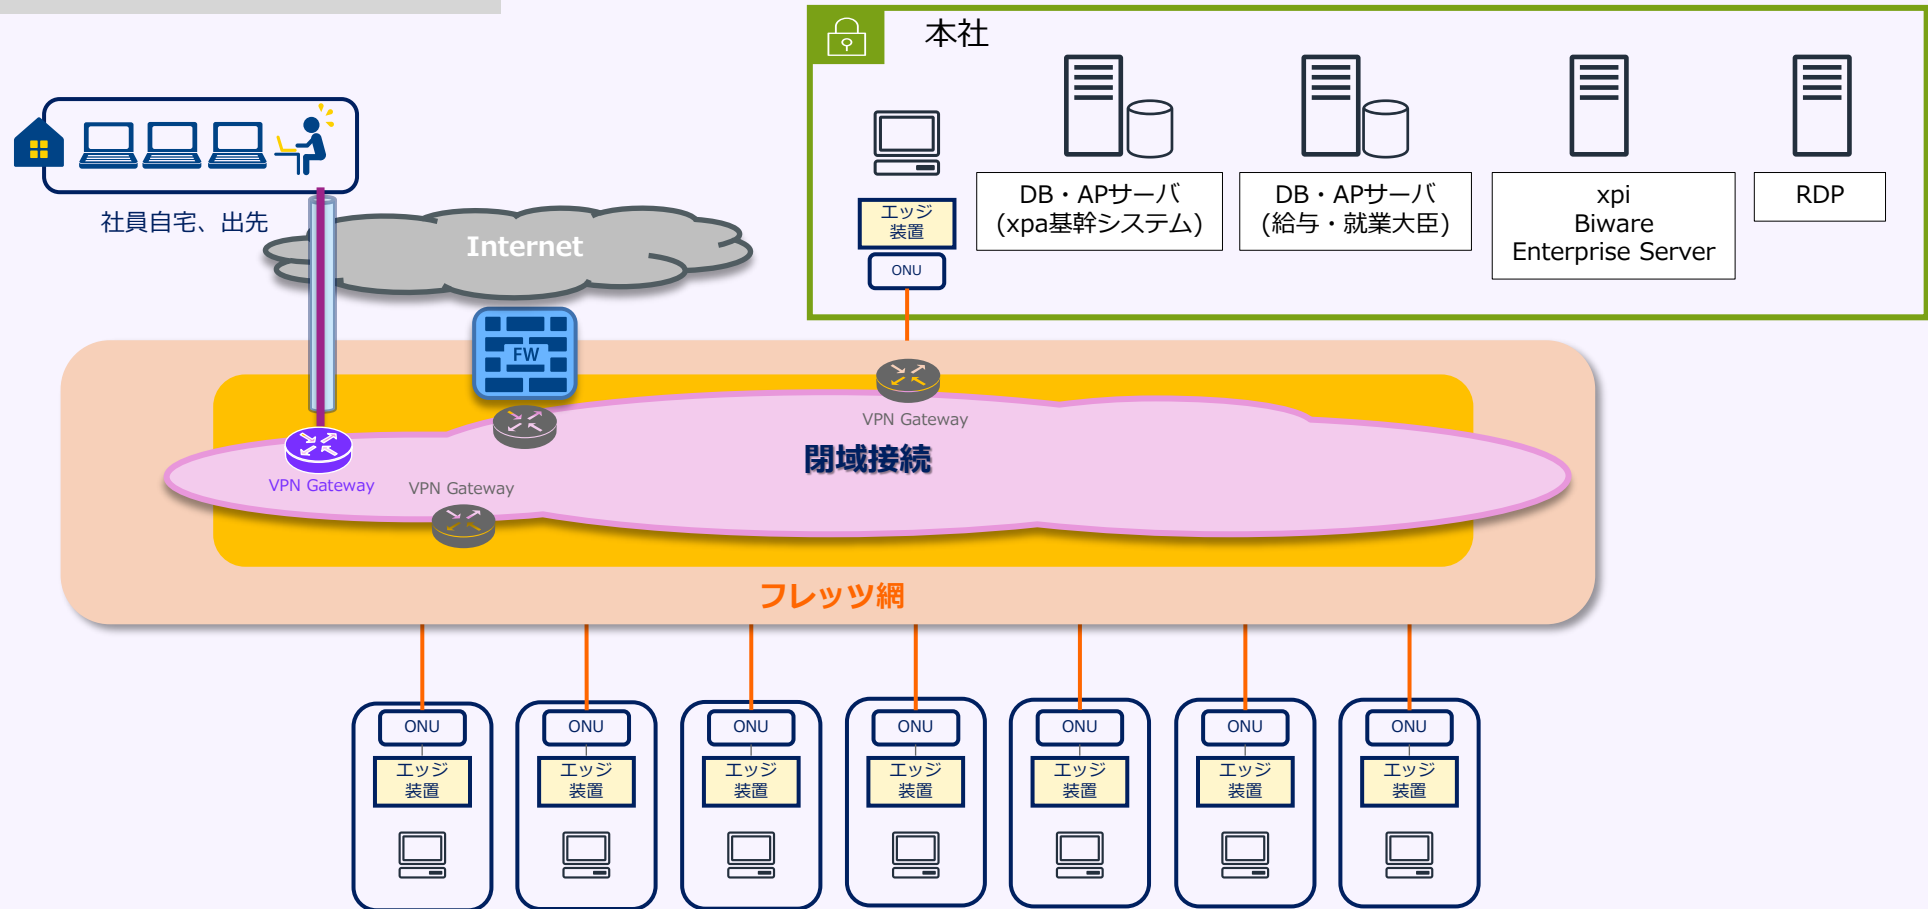 本社
DB・APサーバ
(xpa基幹システム)
DB・APサーバ
(給与・就業大臣)
xpi
Biware
Enterprise Server
RDP
エッジ
装置
ONU
社員自宅、出先
Internet
FW
VPN Gateway
閉域接続
VPN Gateway
VPN Gateway
フレッツ網
ONU
ONU
ONU
ONU
ONU
ONU
ONU
エッジ
装置
エッジ
装置
エッジ
装置
エッジ
装置
エッジ
装置
エッジ
装置
エッジ
装置